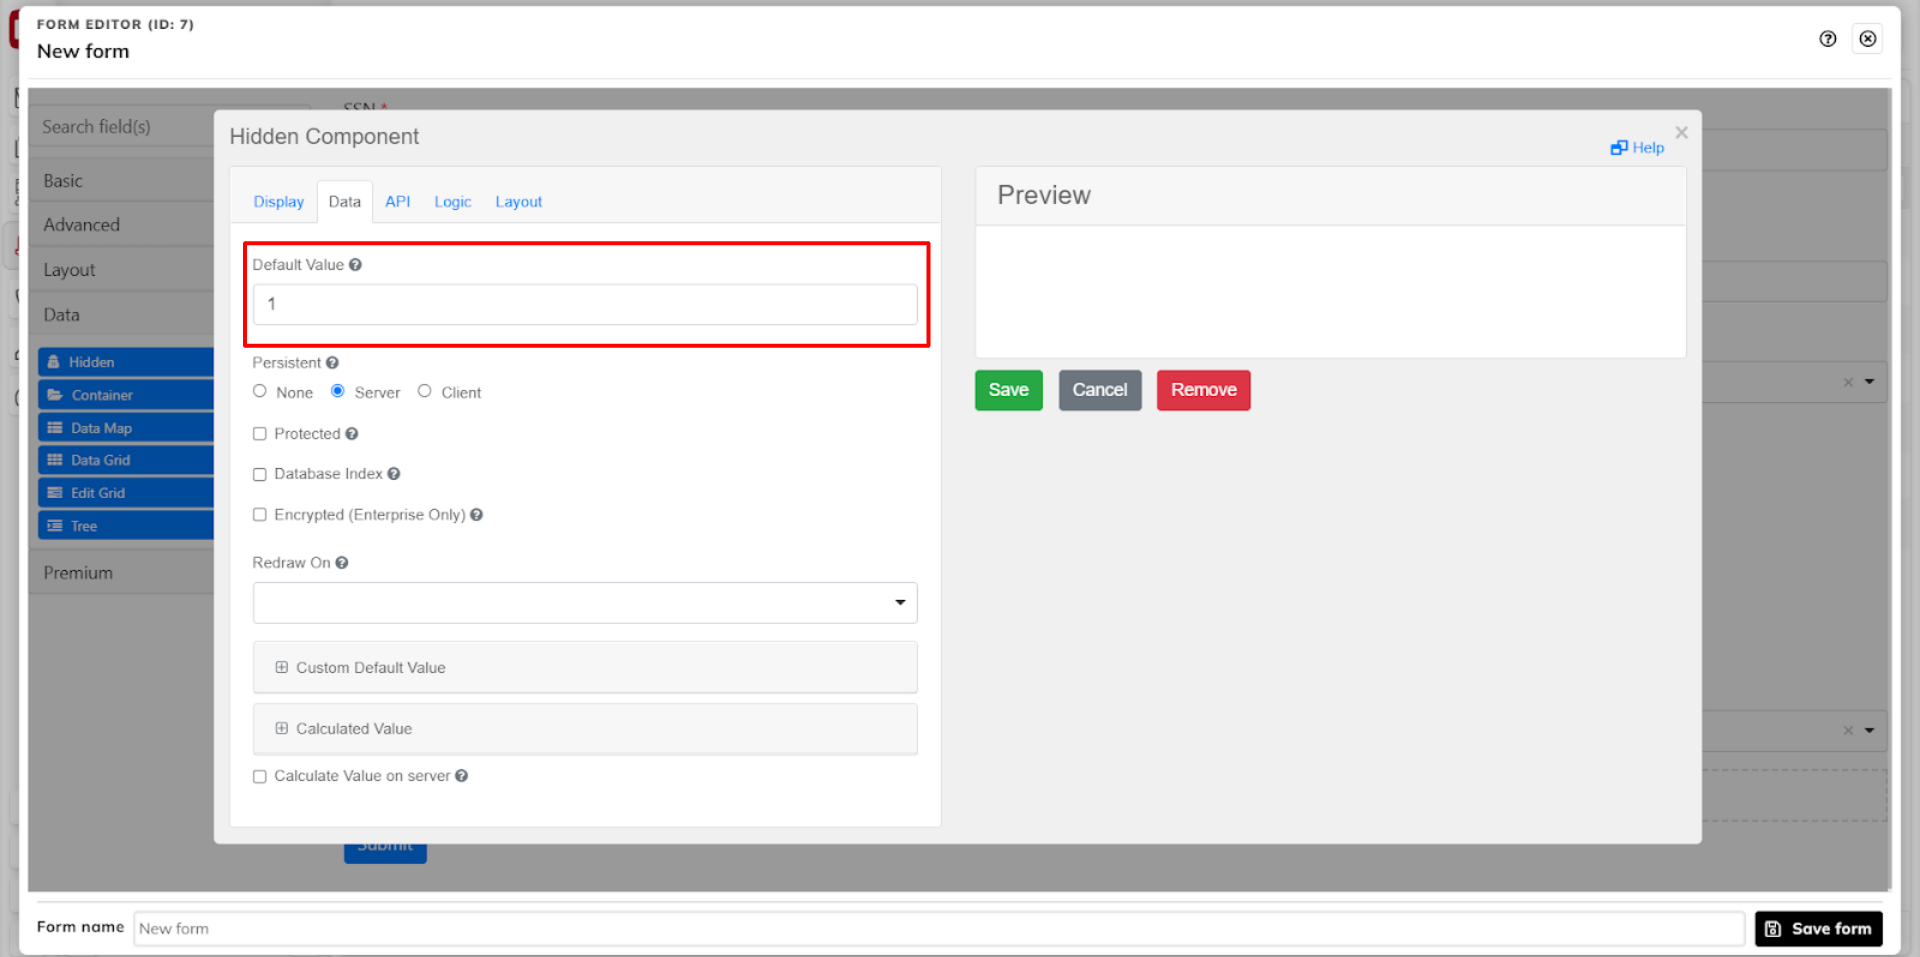 FORM EDITOR (ID: 7)
New form
SSN *
Search field(s)
Hidden Component
Help
Basic
Advanced
Layout
Data
Hidden
Container
Data Map
Data Grid
Edit Grid
Tree
Premium
Display Data API Logic Layout
Default Value
1
Persistent
None Server Client
Protected
Database Index
Encrypted (Enterprise Only)
Redraw On
Custom Default Value
Calculated Value
Calculate Value on server
Preview
Save Cancel Remove
Submit
Form name New form
Save form